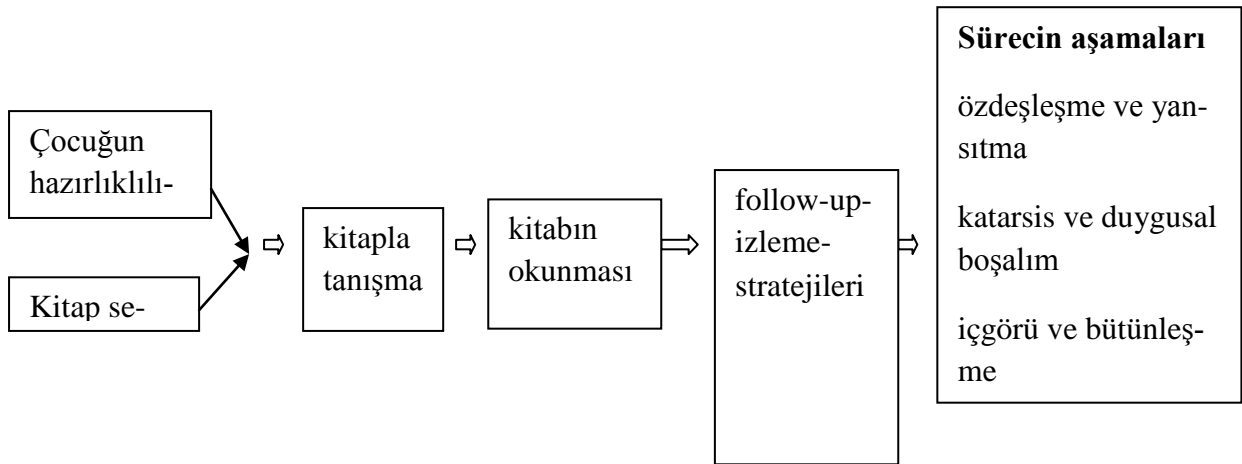 Çocuğun
hazırlıklılı-
Kitap se-
kitapla
tanışma
kitabın
okunması
follow-up-
izleme-
stratejileri
Sürecin aşamaları
özdeşleşme ve yan-
sıtma
katarsis ve duygusal
boşalım
içgörü ve bütünleş-
me